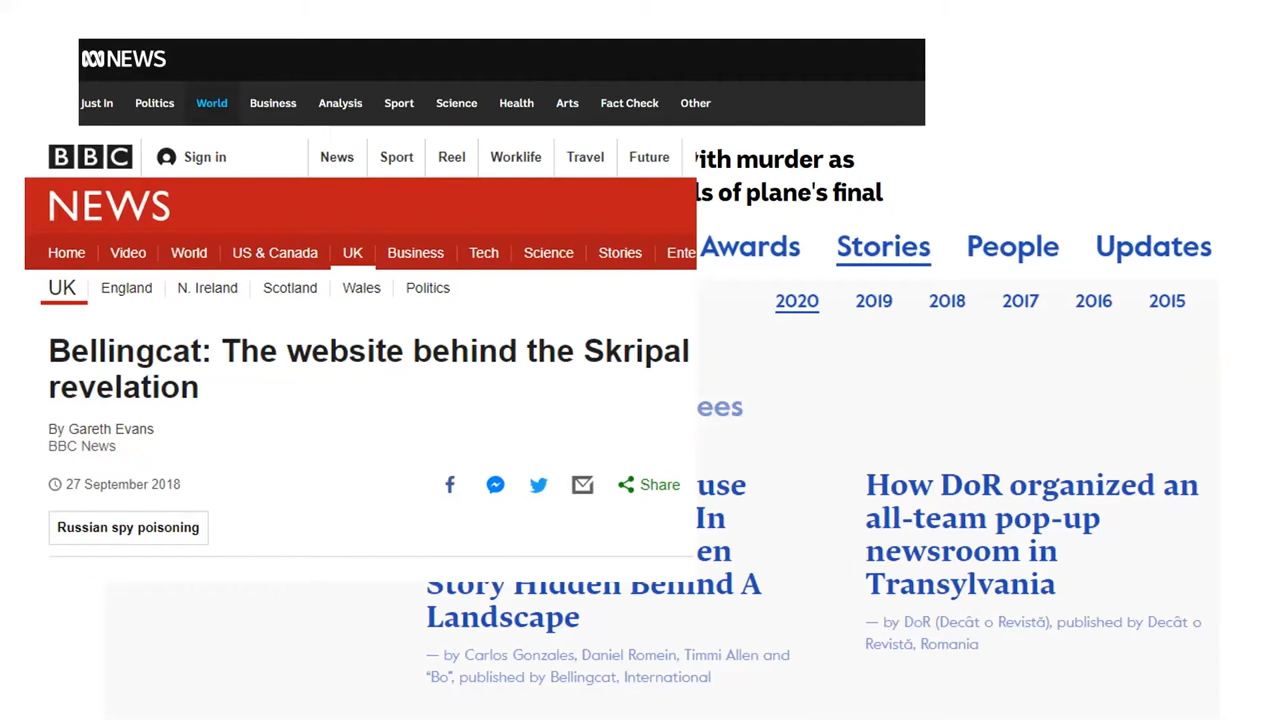 NEWS
Just In Politics World Business Analysis Sport Science Health Arts Fact Check Other
BBC Sign in News Sport Reel Worklife Travel Future
with murder as
of plane's final
NEWS
Home Video World US & Canada UK Business Tech Science Stories
UK England N. Ireland Scotland Wales Politics
Awards Stories People Updates
2020 2019 2018 2017 2016 2015
Bellingcat: The website behind the Skripal
revelation
By Gareth Evans
BBC News
27 September 2018
Share
Russian spy poisoning
In
Story Hidden Behind A
Landscape
— by Carlos Gonzales, Daniel Romein, Timmi Allen and
“Bo”, published by Bellingcat, International
How DoR organized an
all-team pop-up
newsroom in
Transylvania
— by DoR (Decât o Revistă), published by Decât o
Revistă, Romania